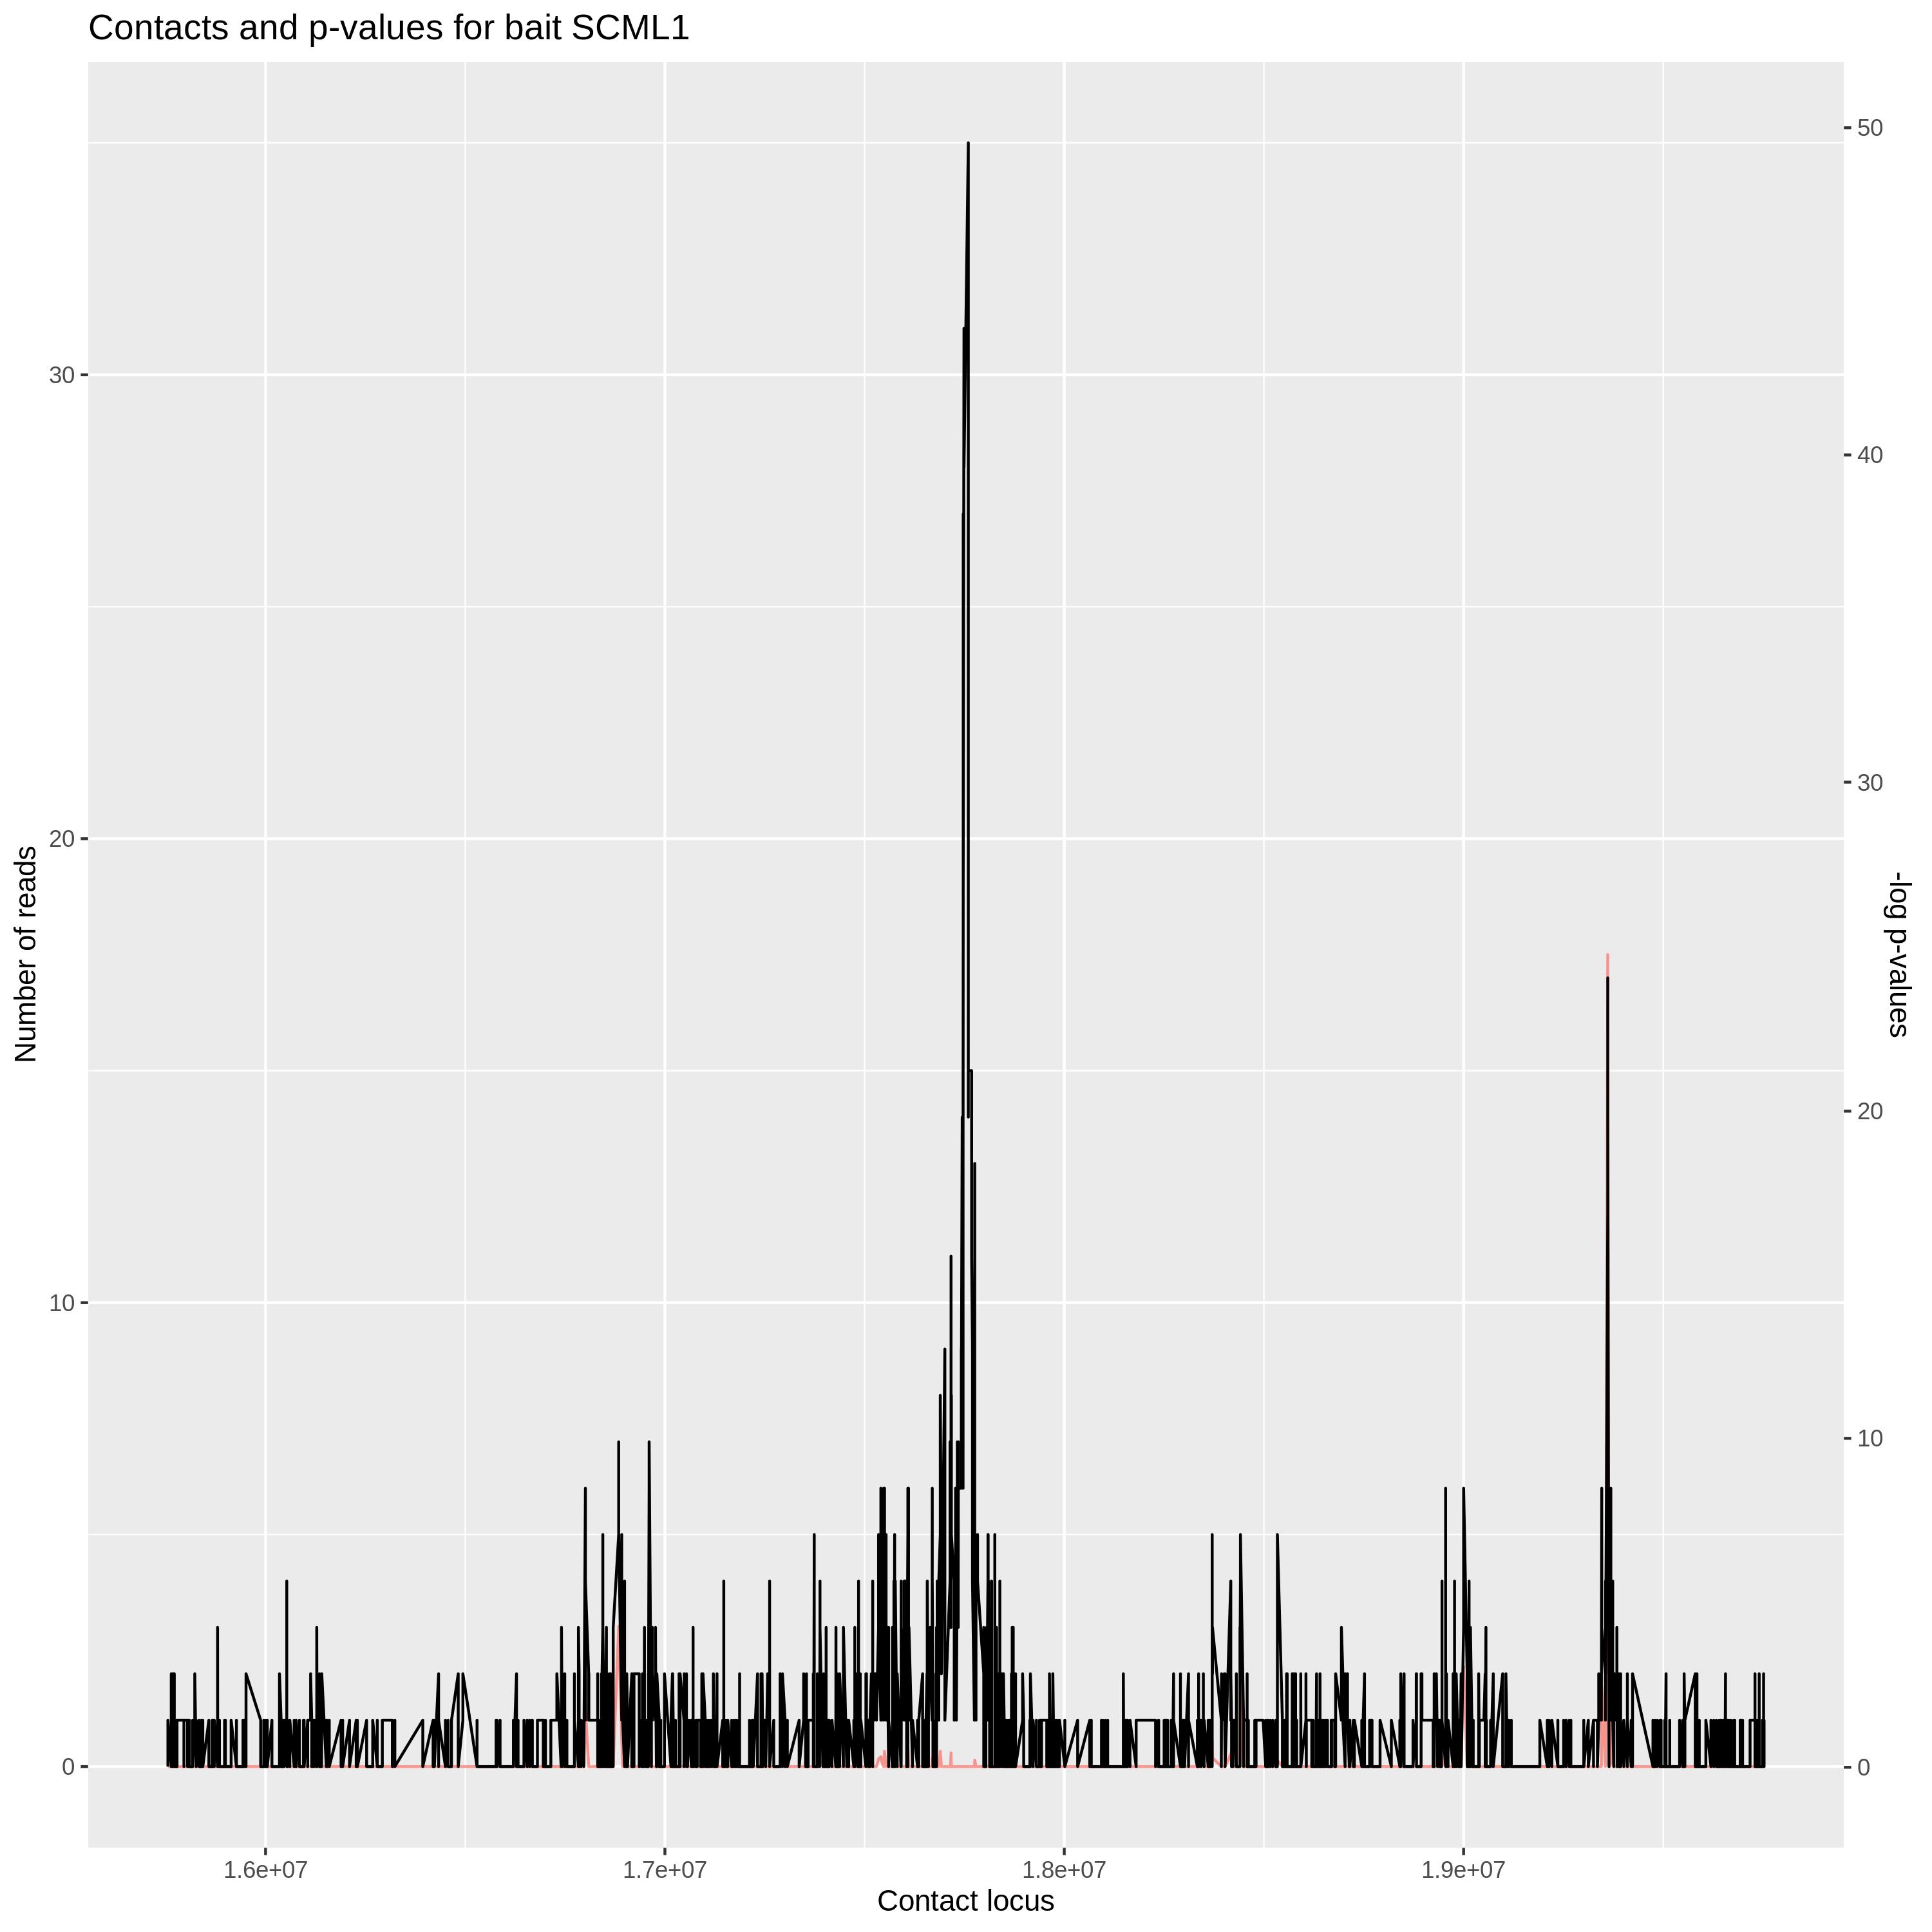 Contacts and p-values for bait SCML1
50
40
30
20
10
0
-log p-values
30
20
10
0
Number of reads
1.6e+07
1.7e+07
1.8e+07
1.9e+07
Contact locus